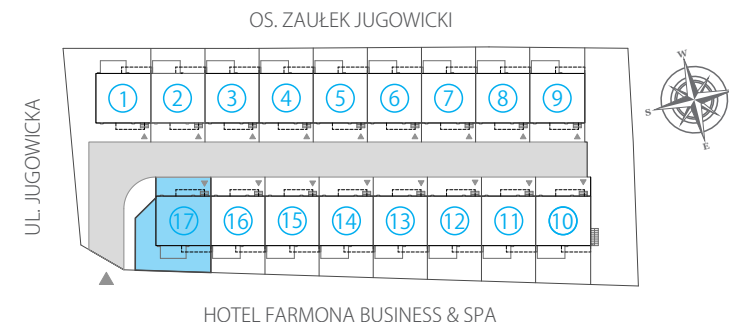 OS. ZAUŁEK JUGOWICKI
UL. JUGOWICKA
W
S
E
1 2 3 4 5 6 7 8 9
17 16 15 14 13 12 11 10
HOTEL FARMONA BUSINESS & SPA